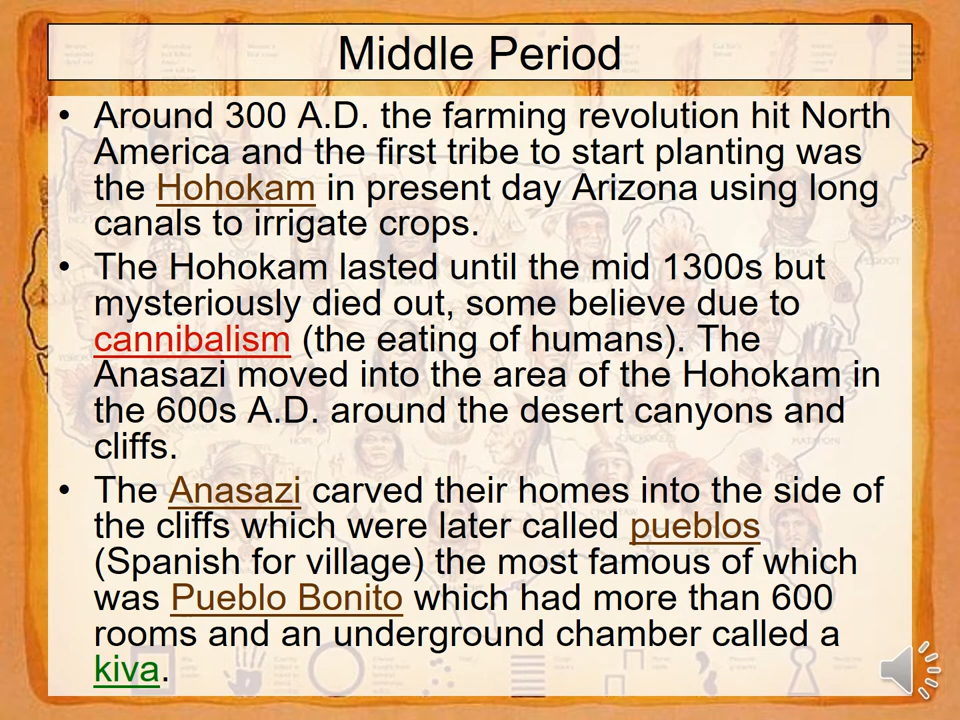 Middle Period
• Around 300 A.D. the farming revolution hit North
America and the first tribe to start planting was
the Hohokam in present day Arizona using long
canals to irrigate crops.
• The Hohokam lasted until the mid 1300s but
mysteriously died out, some believe due to
cannibalism (the eating of humans). The
Anasazi moved into the area of the Hohokam in
the 600s A.D. around the desert canyons and
cliffs.
• The Anasazi carved their homes into the side of
the cliffs which were later called pueblos
(Spanish for village) the most famous of which
was Pueblo Bonito which had more than 600
rooms and an underground chamber called a
kiva.